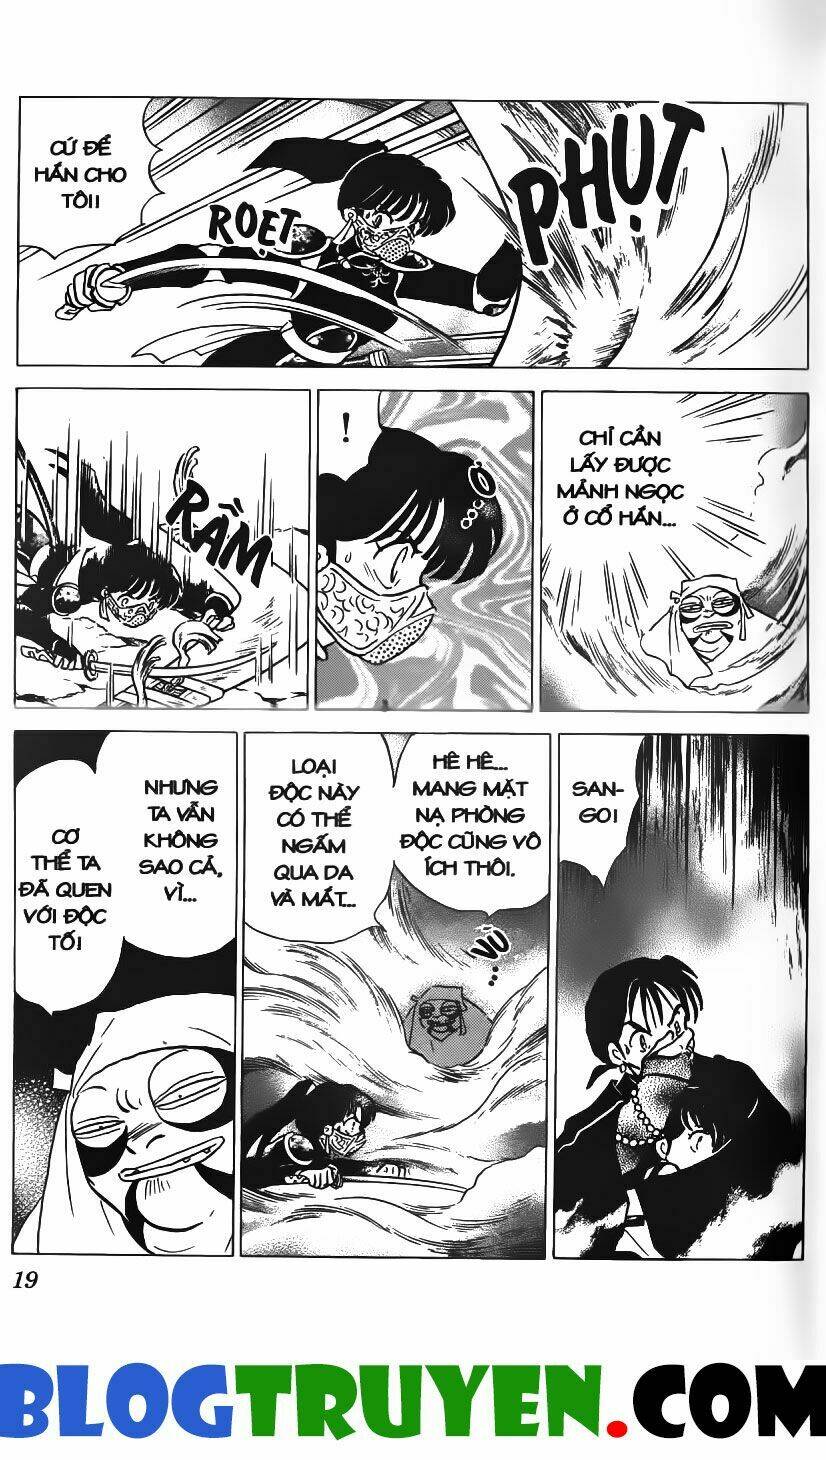 CỨ ĐỂ
HẮN CHO
TÔI!
ROẸT
PHỤT
CHỈ CẦN
LẤY ĐƯỢC
MẢNH NGỌC
Ở CỔ HẮN...
!
...Ơ
RẦM
SAN-
GO!
HÊ HÊ...
MANG MẶT
NẠ PHÒNG
ĐỘC CŨNG VÔ
ÍCH THÔI.
LOẠI
ĐỘC NÀY
CÓ THỂ
NGẤM
QUA DA
VÀ MẮT...
VÙ...
NHƯNG
TA VẪN
KHÔNG
SAO CẢ,
VÌ...
CƠ
THỂ TA
ĐÃ QUEN
VỚI ĐỘC
TỐ!
19
BLOGTRUYEN.COM